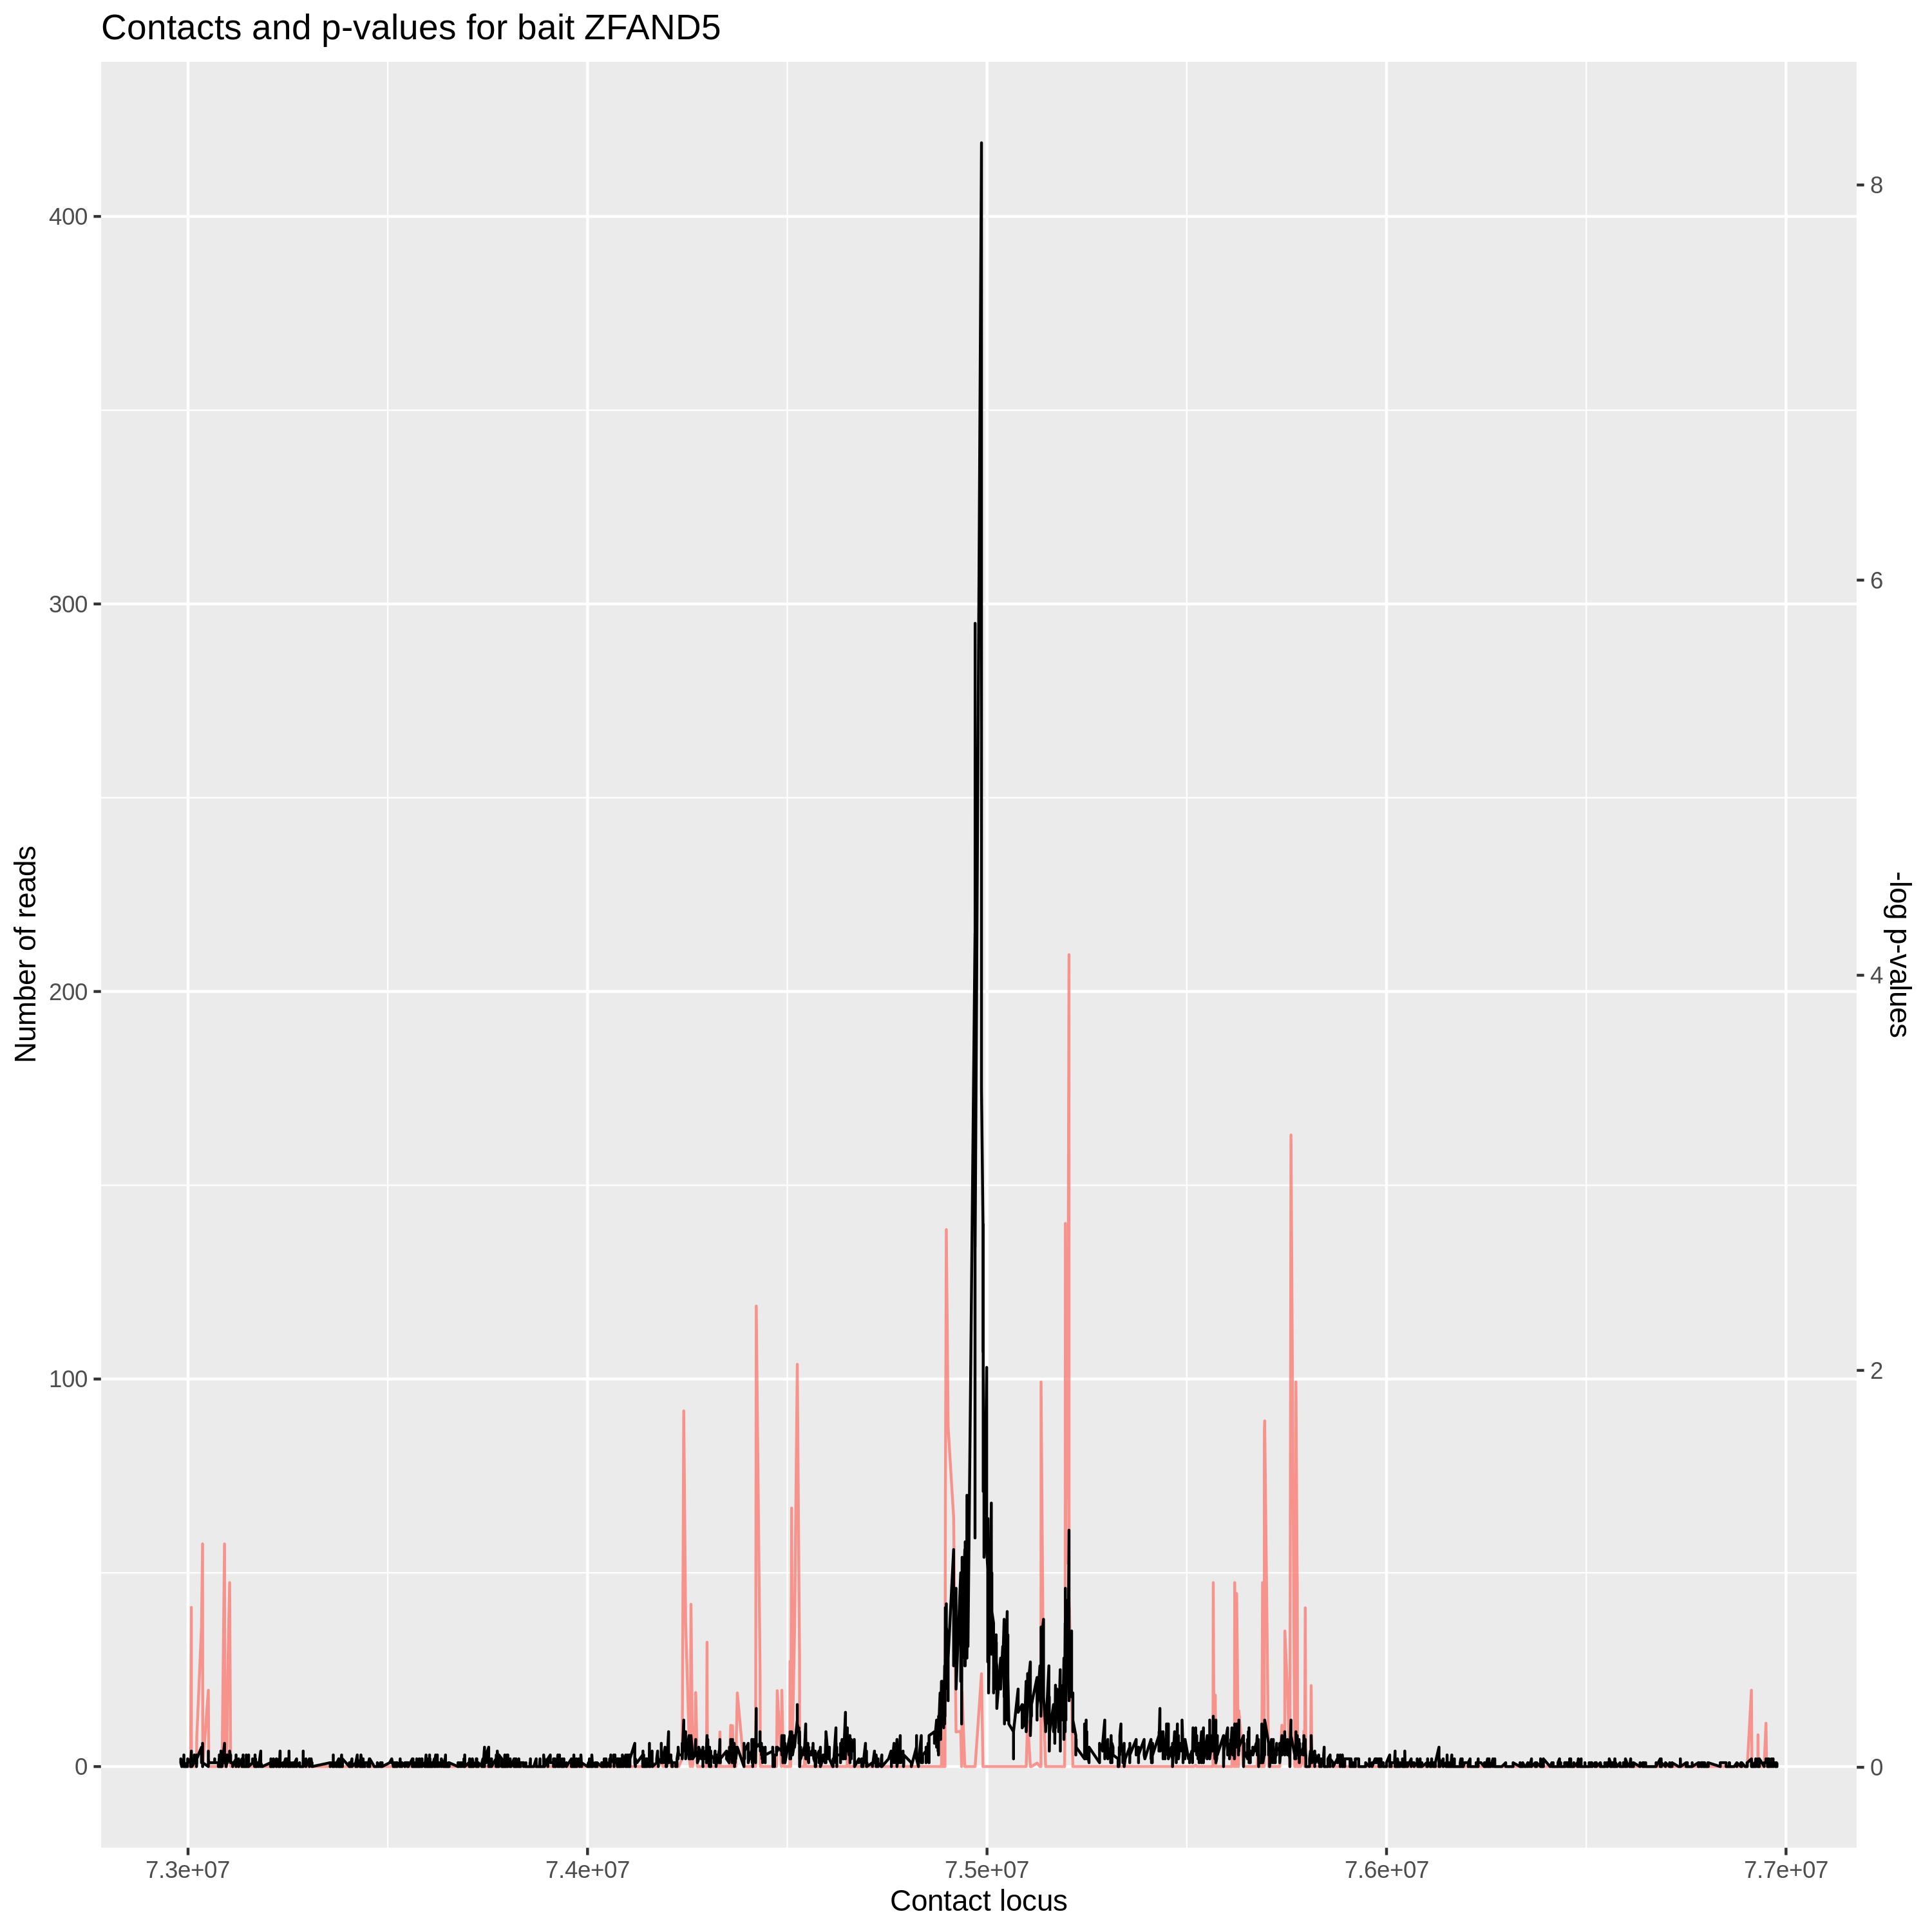 Contacts and p-values for bait ZFAND5
400
300
200
100
0
8
6
4
2
0
Number of reads
-log p-values
7.3e+07
7.4e+07
7.5e+07
7.6e+07
7.7e+07
Contact locus